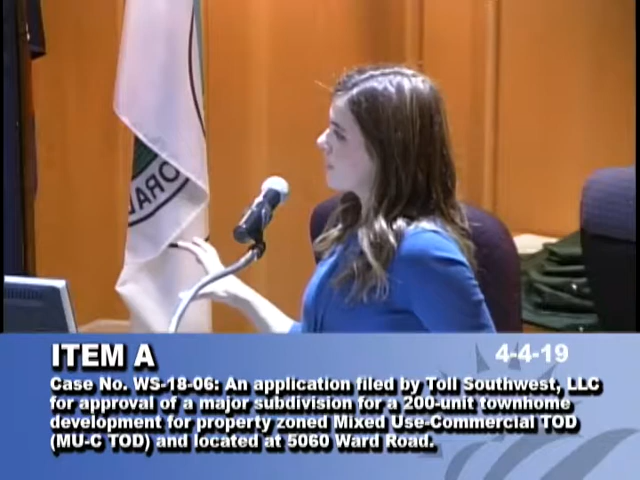 ORAD
ITEM A
4-4-19
Case No. WS-18-06: An application filed by Toll Southwest, LLC
for approval of a major subdivision for a 200-unit townhome
development for property zoned Mixed Use-Commercial TOD
(MU-C TOD) and located at 5060 Ward Road.